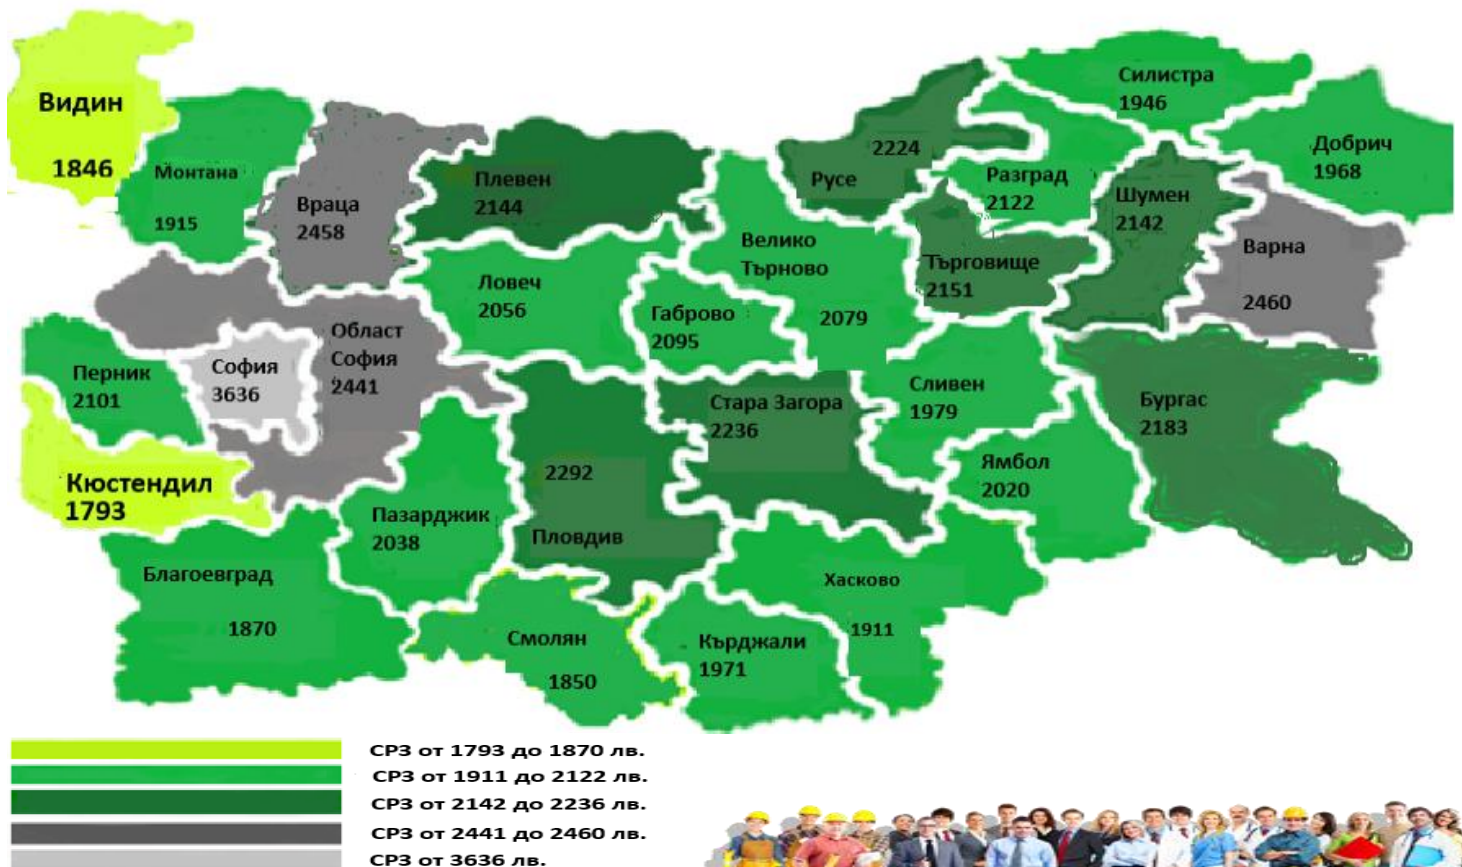 Видин
1846
Монтана
1915
Враца
2458
Плевен
2144
Русе
2224
Силистра
1946
Разград
2122
Добрич
1968
Шумен
2142
Варна
2460
Търговище
2151
Велико
Търново
2079
Ловеч
2056
Габрово
2095
Област
София
2441
София
3636
Перник
2101
Кюстендил
1793
Благоевград
1870
Пазарджик
2038
2292
Пловдив
Стара Загора
2236
Сливен
1979
Ямбол
2020
Бургас
2183
Хасково
1911
Смолян
1850
Кърджали
1971
СРЗ от 1793 до 1870 лв.
СРЗ от 1911 до 2122 лв.
СРЗ от 2142 до 2236 лв.
СРЗ от 2441 до 2460 лв.
СРЗ от 3636 лв.